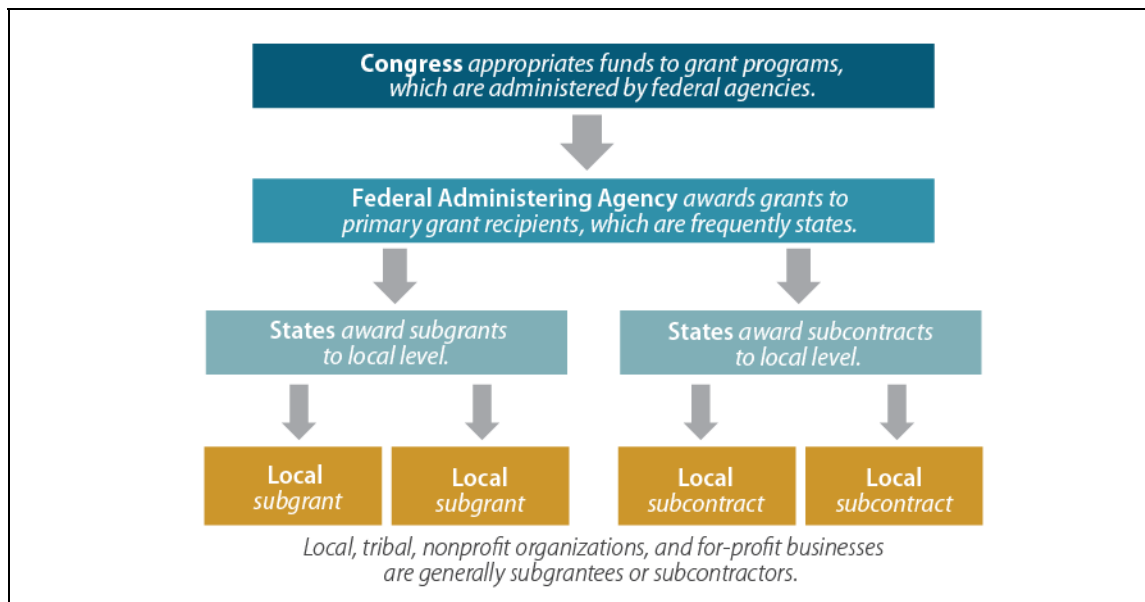 Congress appropriates funds to grant programs,
which are administered by federal agencies.
Federal Administering Agency awards grants to
primary grant recipients, which are frequently states.
States award subgrants
to local level.
States award subcontracts
to local level.
Local
subgrant
Local
subgrant
Local
subcontract
Local
subcontract
Local, tribal, nonprofit organizations, and for-profit businesses
are generally subgrantees or subcontractors.